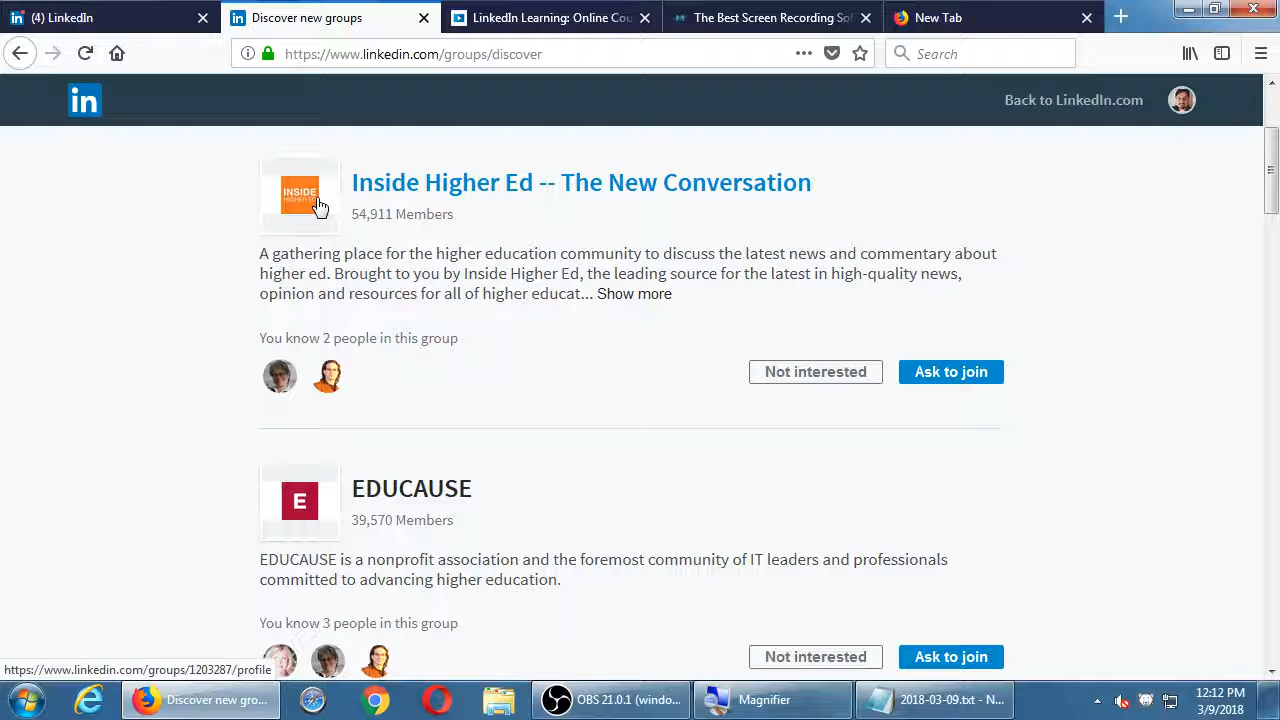 (4) LinkedIn
Discover new groups
LinkedIn Learning: Online Cou
The Best Screen Recording Sof
New Tab
https://www.linkedin.com/groups/discover
Search
in
Back to LinkedIn.com
INSIDE
HIGHER ED
Inside Higher Ed -- The New Conversation
54,911 Members
A gathering place for the higher education community to discuss the latest news and commentary about
higher ed. Brought to you by Inside Higher Ed, the leading source for the latest in high-quality news,
opinion and resources for all of higher educat... Show more
You know 2 people in this group
Not interested
Ask to join
E
EDUCAUSE
39,570 Members
EDUCAUSE is a nonprofit association and the foremost community of IT leaders and professionals
committed to advancing higher education.
You know 3 people in this group
Not interested
Ask to join
https://www.linkedin.com/groups/1203287/profile
Discover new gro...
OBS 21.0.1 (windo...
Magnifier
2018-03-09.txt - N...
12:12 PM
3/9/2018